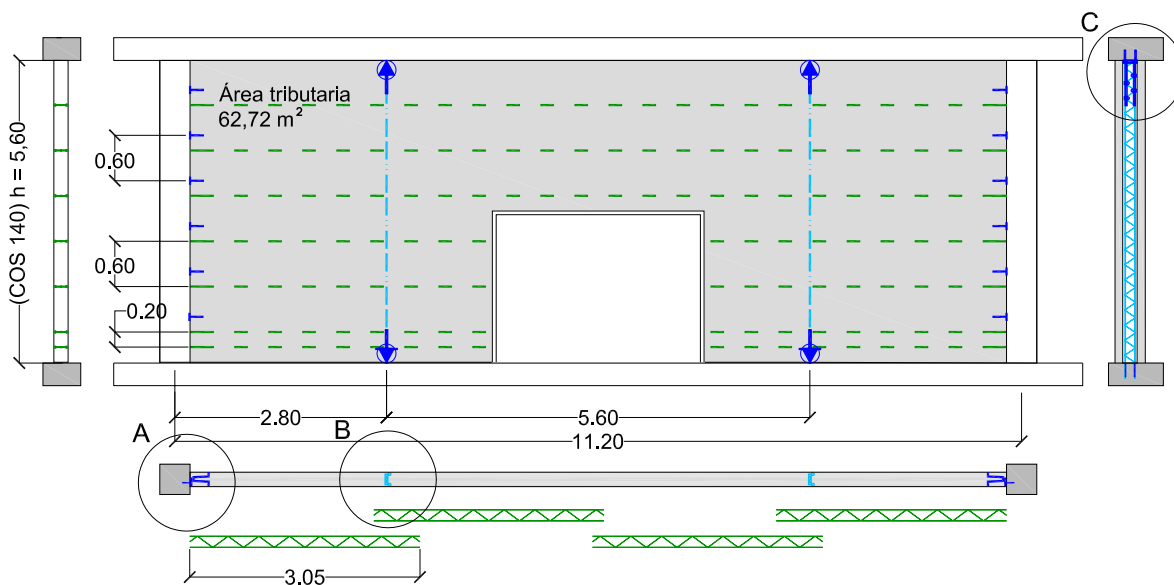 C
Área tributaria
62,72 m²
(COS 140) h = 5,60
0.60
0.60
0.20
2.80
5.60
11.20
A
B
3.05